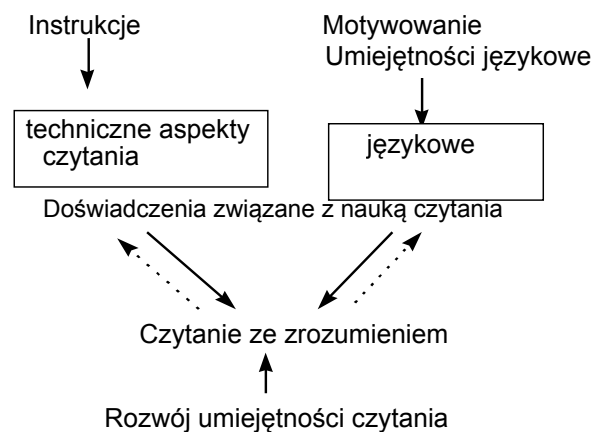 Instrukcje
Motywowanie
Umiejętności językowe
techniczne aspekty
czytania
językowe
Doświadczenia związane z nauką czytania
Czytanie ze zrozumieniem
Rozwój umiejętności czytania